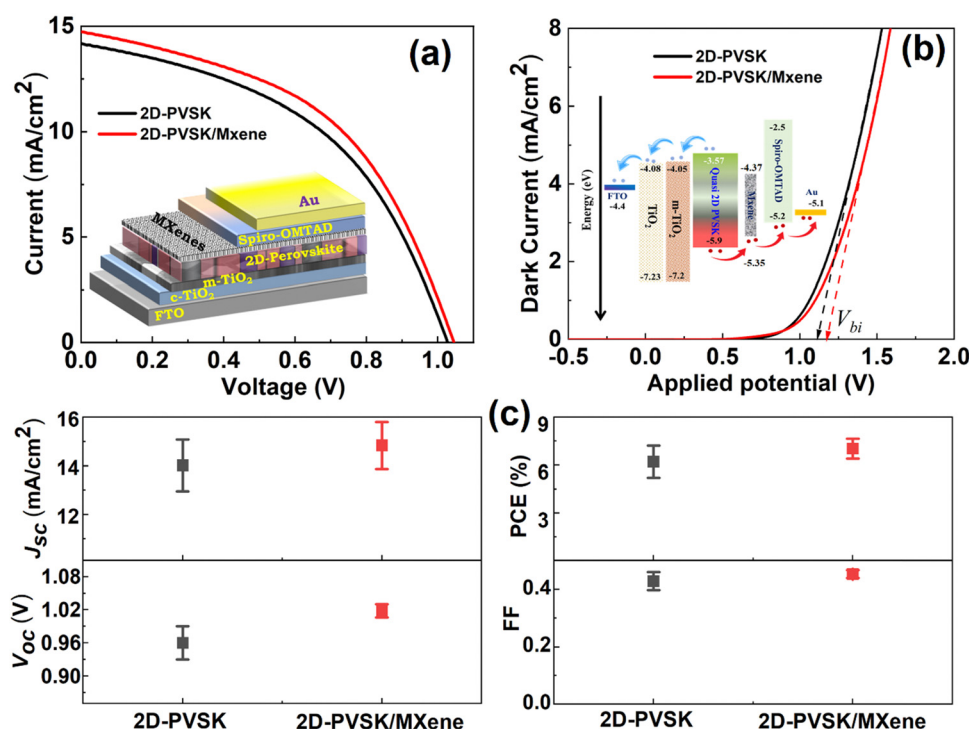 (a)
15
10
5
0
Current (mA/cm²)
2D-PVSK
2D-PVSK/Mxene
Au
MXenes
Spiro-OMTAD
2D-Perovskite
m-TiO₂
c-TiO₂
FTO
0.0 0.2 0.4 0.6 0.8 1.0
Voltage (V)
(b)
8
6
4
2
0
Dark Current (mA/cm²)
2D-PVSK
2D-PVSK/Mxene
Energy (eV)
-2.5
-3.57
-4.08
-4.05
-4.37
FTO
-4.4
TiO₂
m-TiO₂
Quasi 2D PVSK
Mxene
Spiro-OMTAD
Au
-5.1
-5.2
-5.9
-5.35
-7.23
-7.2
Vbi
-0.5 0.0 0.5 1.0 1.5 2.0
Applied potential (V)
(c)
16
14
12
JSC (mA/cm²)
1.08
1.02
0.96
0.90
VOC (V)
2D-PVSK
2D-PVSK/MXene
9
6
3
PCE (%)
0.4
0.0
FF
2D-PVSK
2D-PVSK/MXene